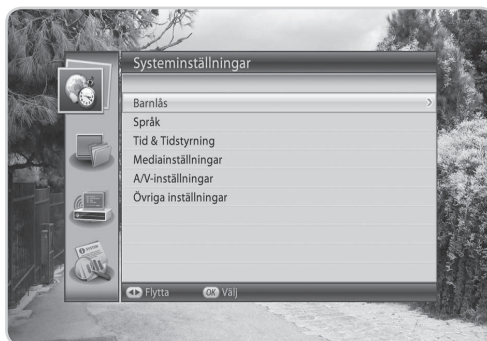 Systeminställningar
Barnlås
Språk
Tid & Tidstyrning
Mediainställningar
A/V-inställningar
Övriga inställningar
Flytta OK Välj